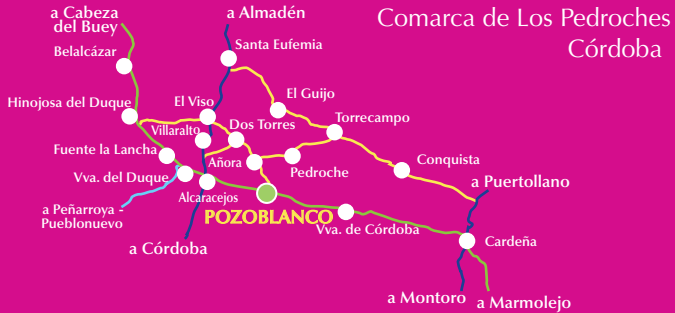 Comarca de Los Pedroches
Córdoba
a Cabeza
del Buey
a Almadén
Belalcázar
Santa Eufemia
Hinojosa del Duque
El Viso
El Guijo
Villaralto
Dos Torres
Torrecampo
Fuente la Lancha
Añora
Pedroche
Conquista
Vva. del Duque
Alcaracejos
a Puertollano
a Peñarroya -
Pueblonuevo
POZOBLANCO
Vva. de Córdoba
a Córdoba
Cardeña
a Montoro
a Marmolejo